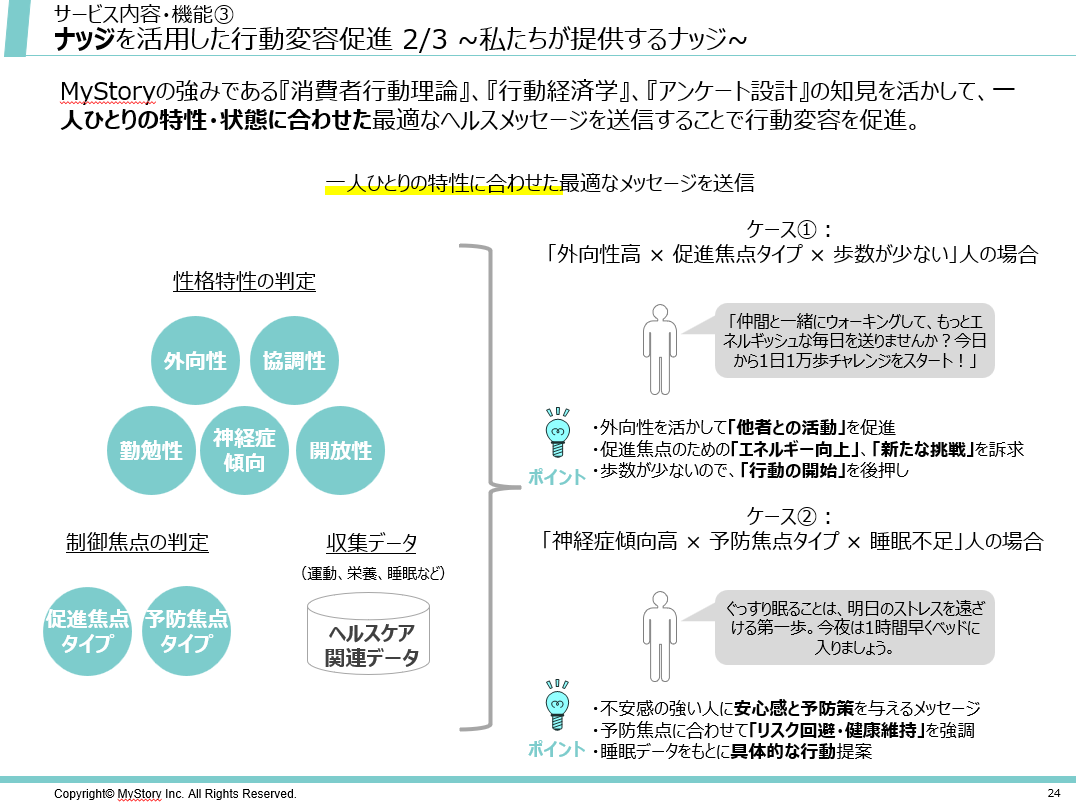 サービス内容・機能③
ナッジを活用した行動変容促進 2/3 ~私たちが提供するナッジ~
MyStoryの強みである『消費者行動理論』、『行動経済学』、『アンケート設計』の知見を活かして、一
人ひとりの特性・状態に合わせた最適なヘルスメッセージを送信することで行動変容を促進。
一人ひとりの特性に合わせた最適なメッセージを送信
性格特性の判定
外向性
協調性
勤勉性
神経症
傾向
開放性
制御焦点の判定
促進焦点
タイプ
予防焦点
タイプ
収集データ
（運動、栄養、睡眠など）
ヘルスケア
関連データ
ケース①：
「外向性高 × 促進焦点タイプ × 歩数が少ない」人の場合
「仲間と一緒にウォーキングして、もっとエ
ネルギッシュな毎日を送りませんか？今日
から1日1万歩チャレンジをスタート！」
ポイント
・外向性を活かして「他者との活動」を促進
・促進焦点のための「エネルギー向上」、「新たな挑戦」を訴求
・歩数が少ないので、「行動の開始」を後押し
ケース②：
「神経症傾向高 × 予防焦点タイプ × 睡眠不足」人の場合
ぐっすり眠ることは、明日のストレスを遠ざ
ける第一歩。今夜は1時間早くベッドに
入りましょう。
ポイント
・不安感の強い人に安心感と予防策を与えるメッセージ
・予防焦点に合わせて「リスク回避・健康維持」を強調
・睡眠データをもとに具体的な行動提案
Copyright© MyStory Inc. All Rights Reserved.
24